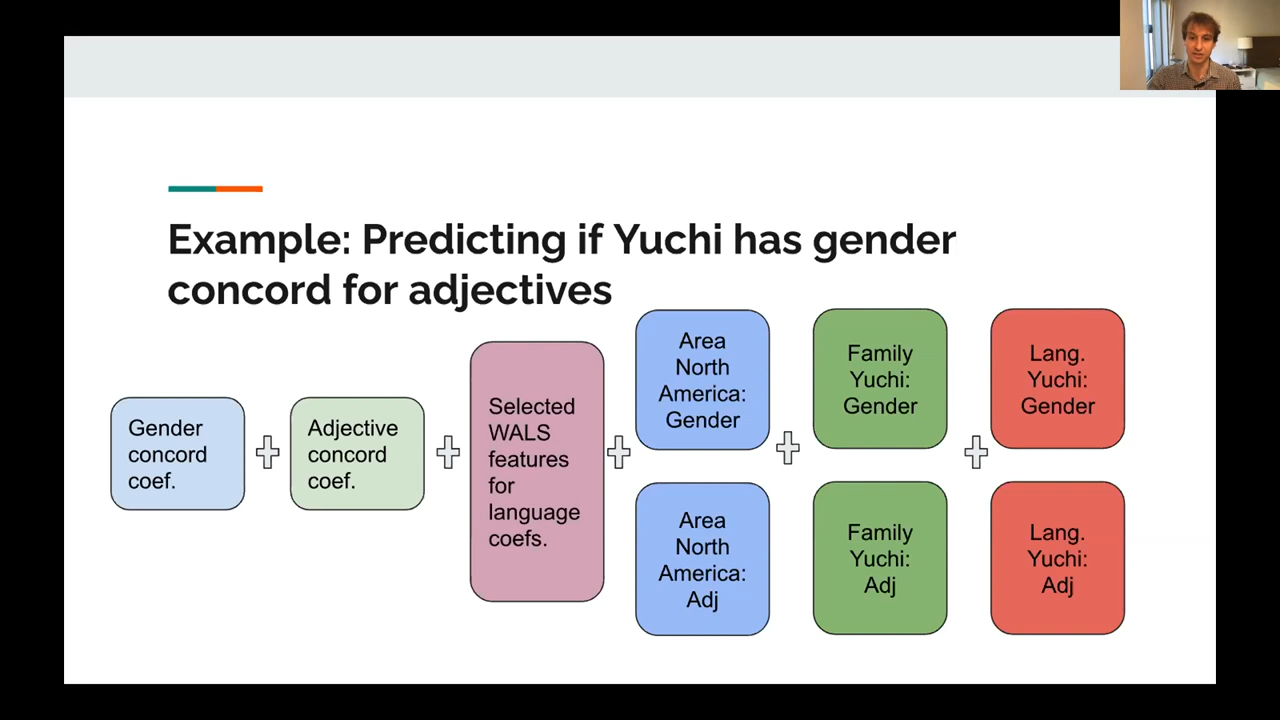 Example: Predicting if Yuchi has gender
concord for adjectives
Gender
concord
coef.
Adjective
concord
coef.
Selected
WALS
features
for
language
coefs.
Area
North
America:
Gender
Family
Yuchi:
Gender
Lang.
Yuchi:
Gender
Area
North
America:
Adj
Family
Yuchi:
Adj
Lang.
Yuchi:
Adj